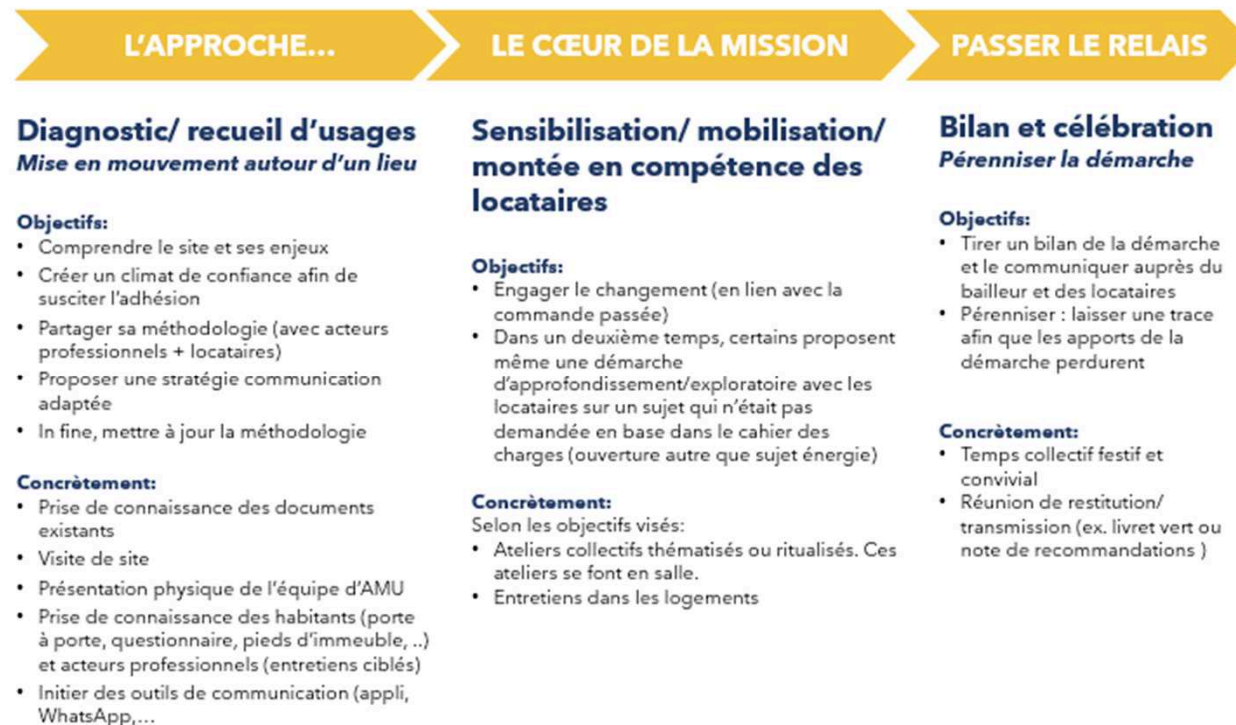 L'APPROCHE...
LE CŒUR DE LA MISSION
PASSER LE RELAIS
Diagnostic/ recueil d'usages
Mise en mouvement autour d'un lieu
Objectifs:
• Comprendre le site et ses enjeux
• Créer un climat de confiance afin de
susciter l'adhésion
• Partager sa méthodologie (avec acteurs
professionnels + locataires)
• Proposer une stratégie communication
adaptée
• In fine, mettre à jour la méthodologie
Concrètement:
• Prise de connaissance des documents
existants
• Visite de site
• Présentation physique de l'équipe d'AMU
• Prise de connaissance des habitants (porte
à porte, questionnaire, pieds d'immeuble, ..)
et acteurs professionnels (entretiens ciblés)
• Initier des outils de communication (appli,
WhatsApp,...
Sensibilisation/ mobilisation/
montée en compétence des
locataires
Objectifs:
• Engager le changement (en lien avec la
commande passée)
• Dans un deuxième temps, certains proposent
même une démarche
d'approfondissement/exploratoire avec les
locataires sur un sujet qui n'était pas
demandée en base dans le cahier des
charges (ouverture autre que sujet énergie)
Concrètement:
Selon les objectifs visés:
• Ateliers collectifs thématisés ou ritualisés. Ces
ateliers se font en salle.
• Entretiens dans les logements
Bilan et célébration
Pérenniser la démarche
Objectifs:
• Tirer un bilan de la démarche
et le communiquer auprès du
bailleur et des locataires
• Pérenniser : laisser une trace
afin que les apports de la
démarche perdurent
Concrètement:
• Temps collectif festif et
convivial
• Réunion de restitution/
transmission (ex. livret vert ou
note de recommandations )